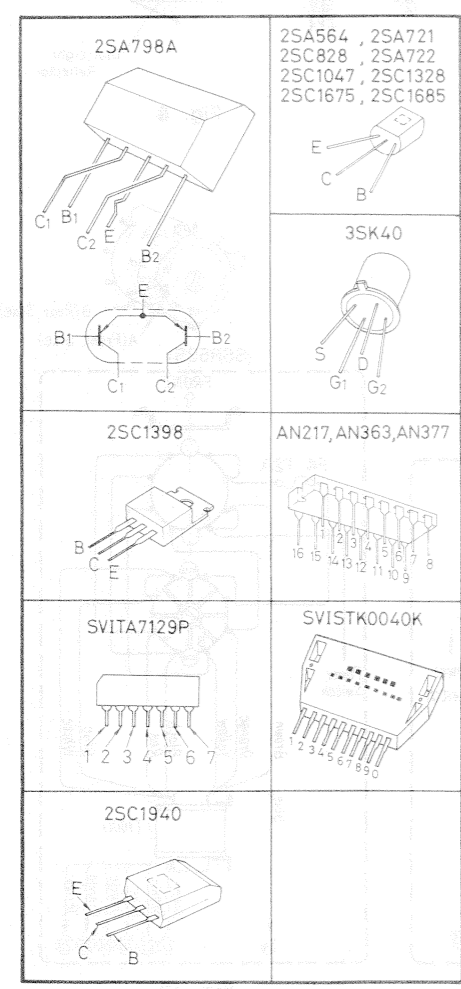 2SA798A
C1 B1 C2 E B2
E
B1 B2
C1 C2
2SA564 , 2SA721
2SC828 , 2SA722
2SC1047 , 2SC1328
2SC1675 , 2SC1685
E
C
B
3SK40
S D
G1 G2
2SC1398
B
C
E
AN217, AN363, AN377
1 2 3 4 5 6 7 8
16 15 14 13 12 11 10 9
SVITA7129P
1 2 3 4 5 6 7
SVISTK0040K
1 2 3 4 5 6 7 8 9 0
2SC1940
E
C B